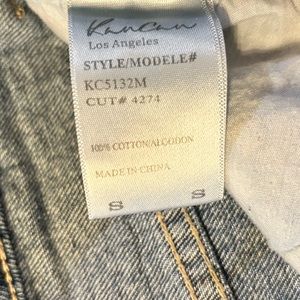 KanCan
Los Angeles
STYLE/MODELE#
KC5132M
CUT# 4274
100% COTTON/ALGODON
MADE IN CHINA
S S